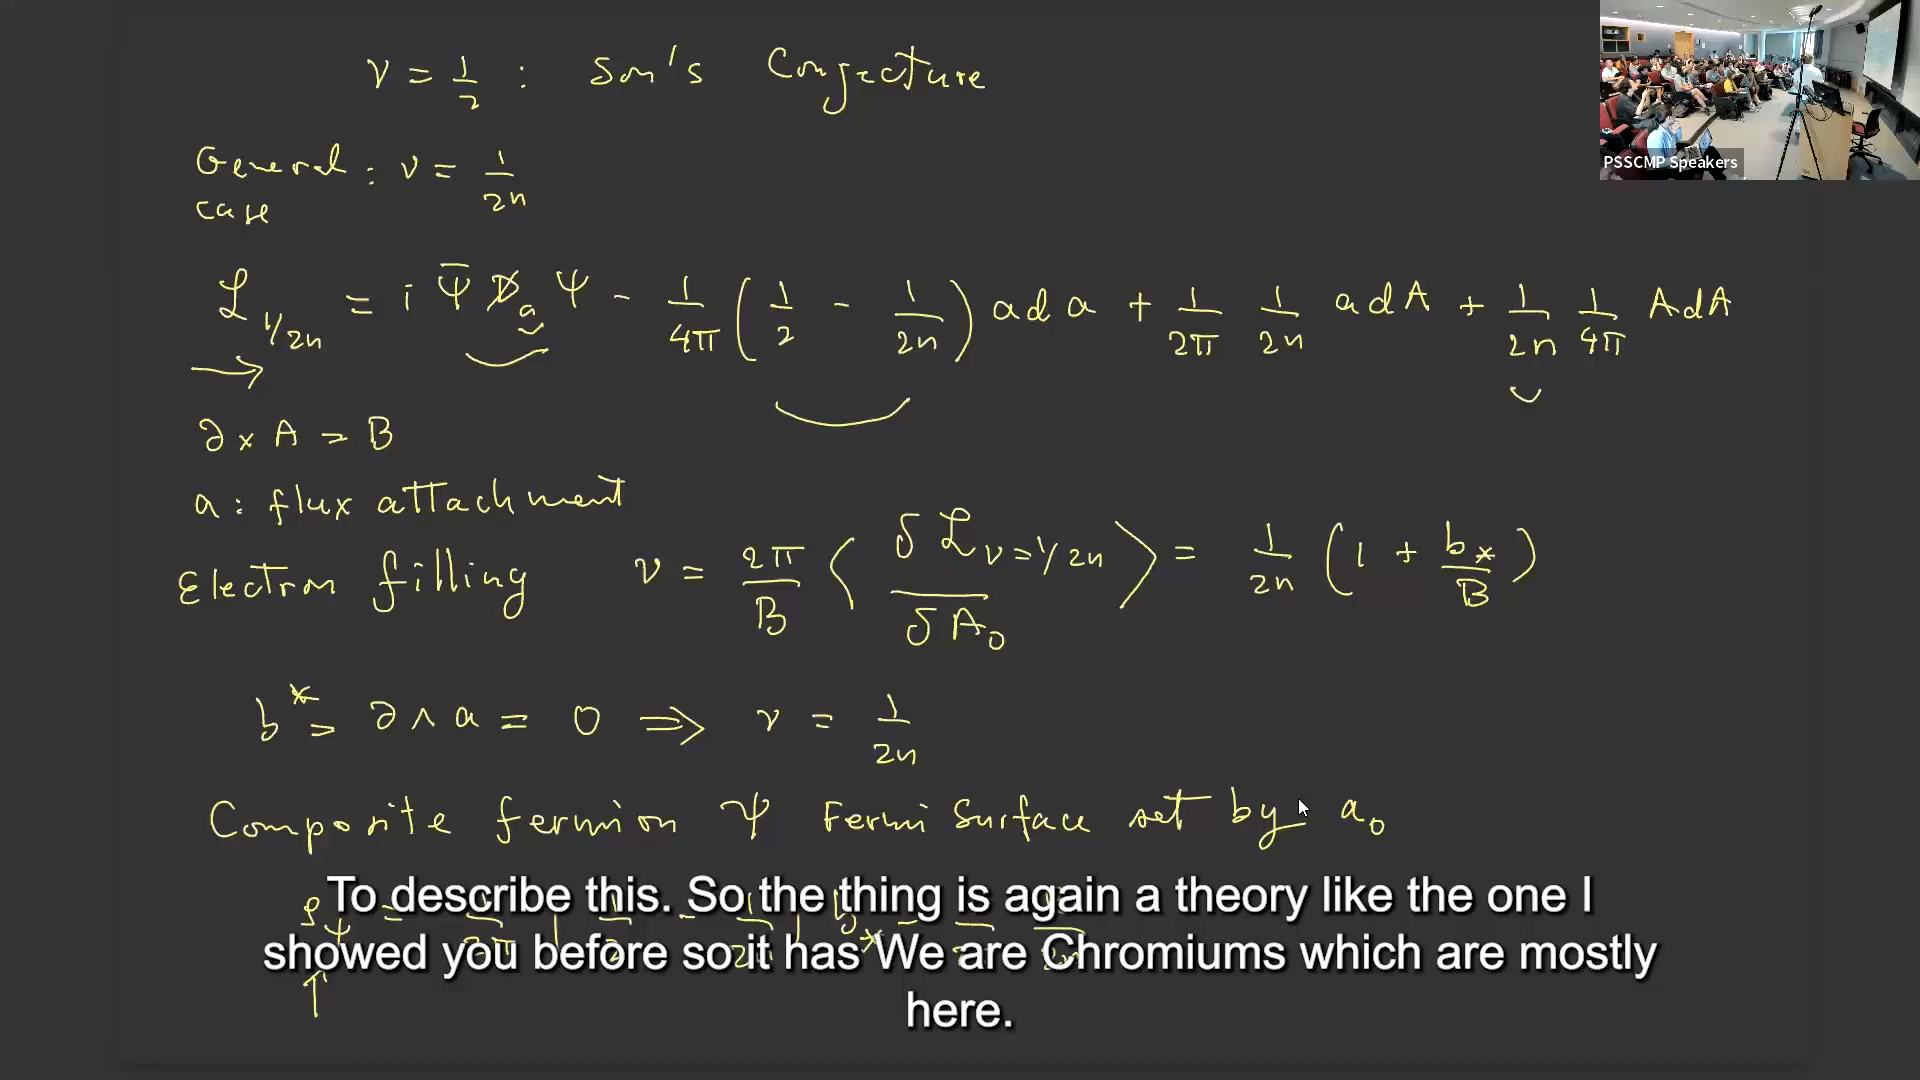 ν = 1/2 : Son's Conjecture
PSSCMP Speakers
General case : ν = 1/2n
ℒ_{1/2n} = i Ψ̄ D̸_a Ψ - 1/4π (1/2 - 1/2n) ada + 1/2π 1/2n adA + 1/2n 1/4π AdA
∂ × A = B
a : flux attachment
Electron filling ν = 2π/B ⟨ δℒ_{ν=1/2n} / δA_0 ⟩ = 1/2n (1 + b_*/B)
b^* = ∂ ∧ a = 0 ⟹ ν = 1/2n
Composite fermion Ψ Fermi Surface set by a_0
To describe this. So the thing is again a theory like the one I
showed you before so it has We are Chromiums which are mostly
here.